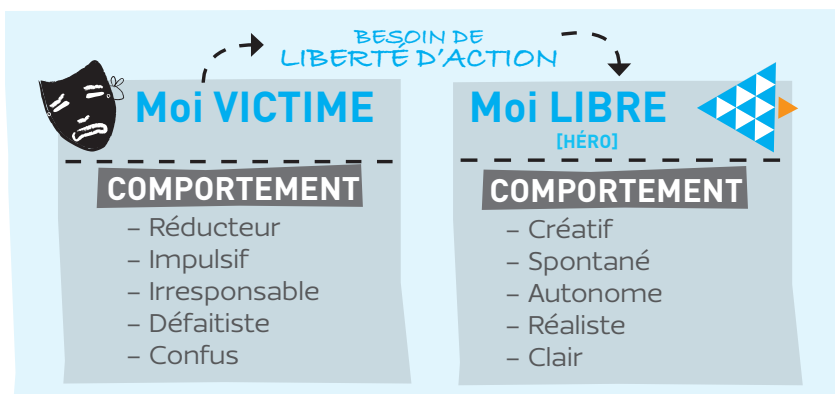 BESOIN DE
LIBERTÉ D'ACTION
Moi VICTIME
COMPORTEMENT
– Réducteur
– Impulsif
– Irresponsable
– Défaitiste
– Confus
Moi LIBRE
[HÉRO]
COMPORTEMENT
– Créatif
– Spontané
– Autonome
– Réaliste
– Clair